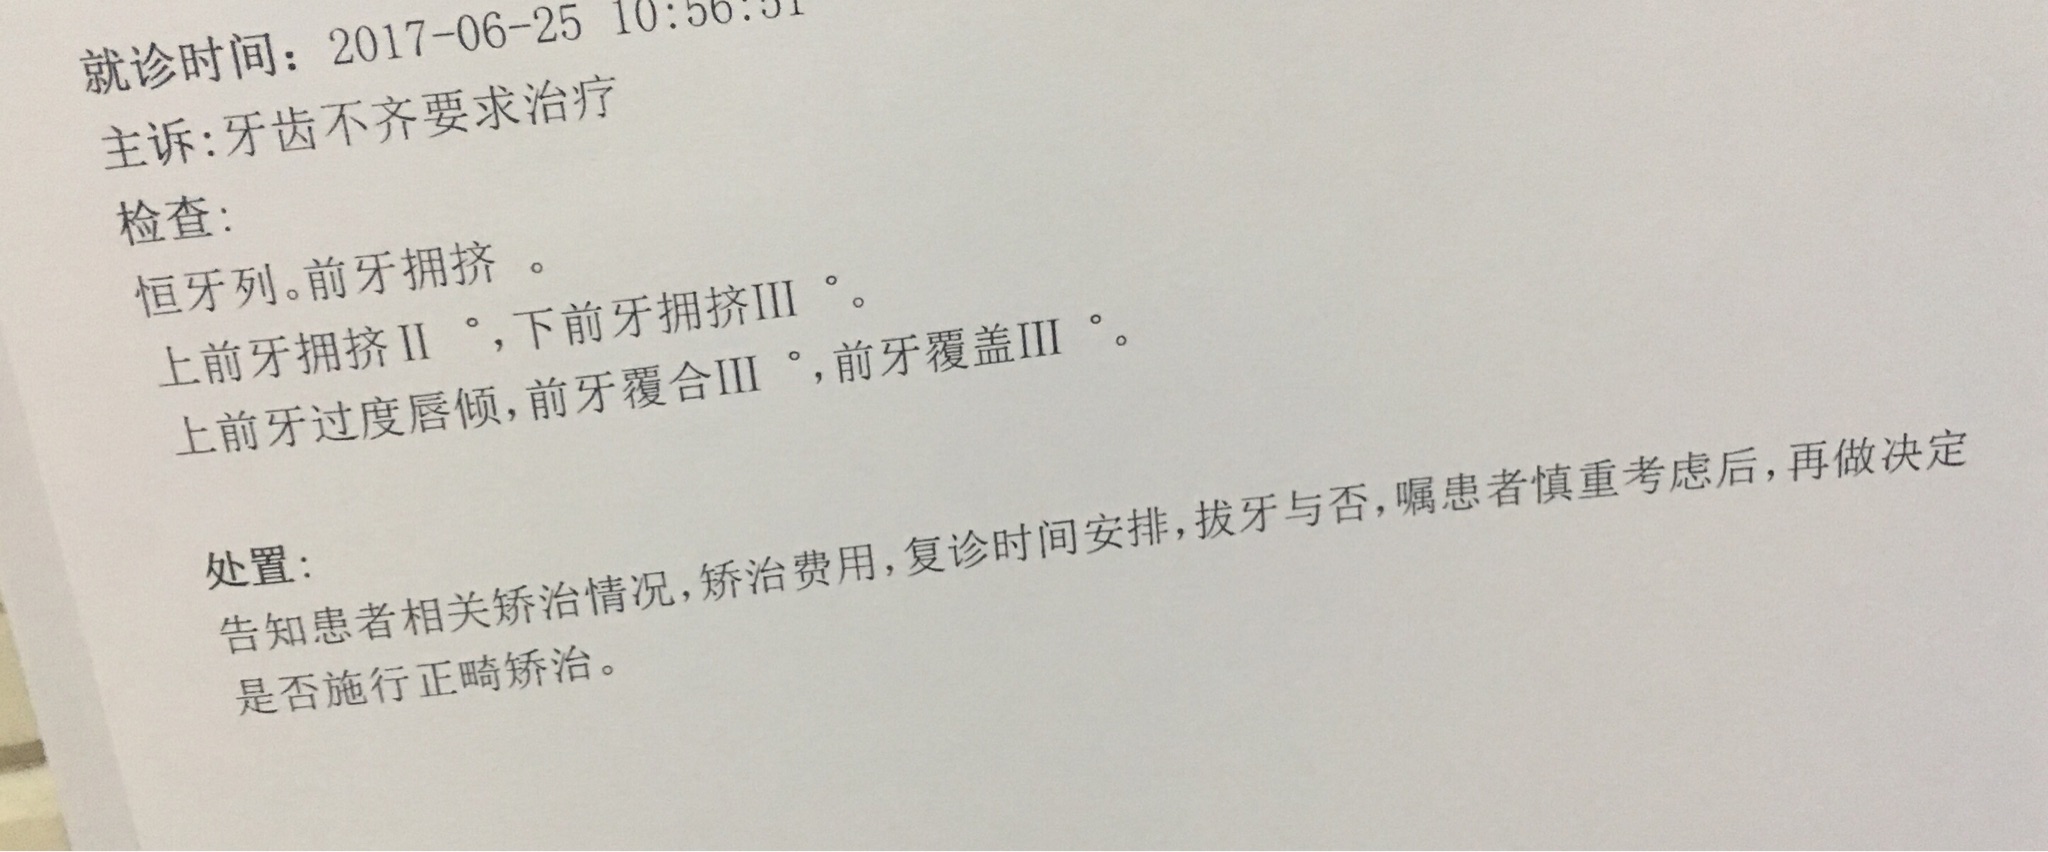 就诊时间：2017-06-25 10:56:51
主诉:牙齿不齐要求治疗
检查:
恒牙列。前牙拥挤 。
上前牙拥挤II °,下前牙拥挤III °。
上前牙过度唇倾,前牙覆合III °,前牙覆盖III °。
处置:
告知患者相关矫治情况,矫治费用,复诊时间安排,拔牙与否,嘱患者慎重考虑后,再做决定
是否施行正畸矫治。